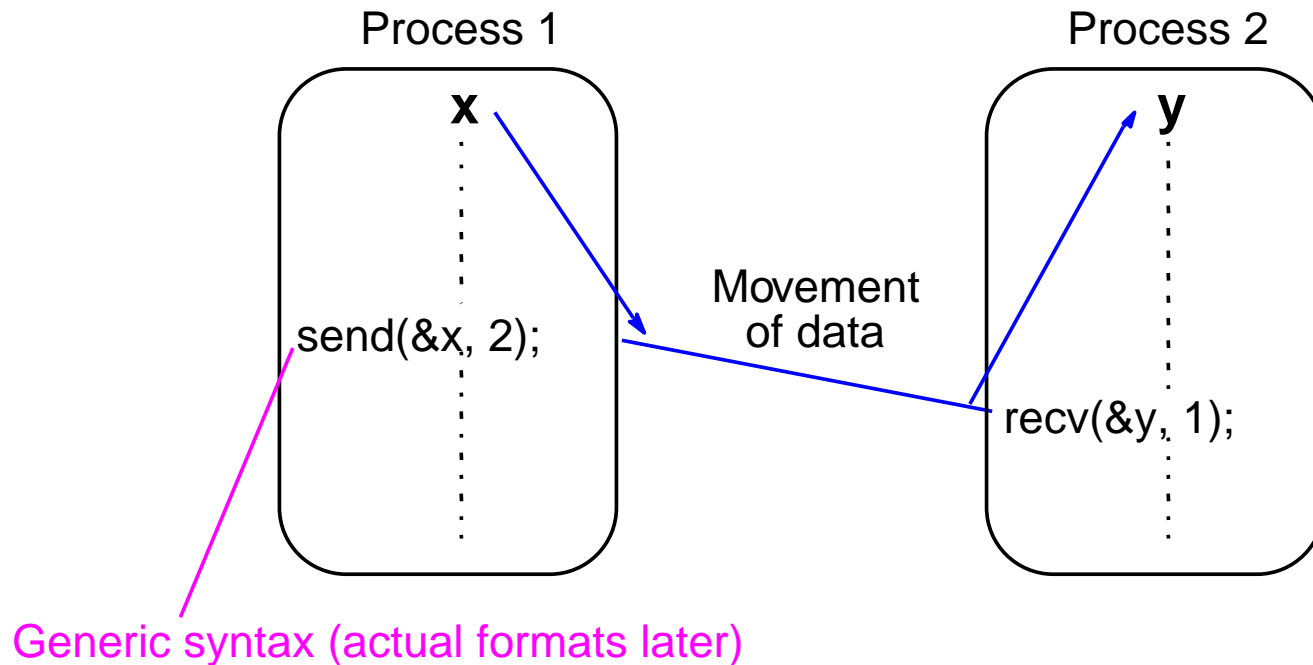 Process 1
Process 2
x
y
Movement
of data
send(&x, 2);
recv(&y, 1);
Generic syntax (actual formats later)